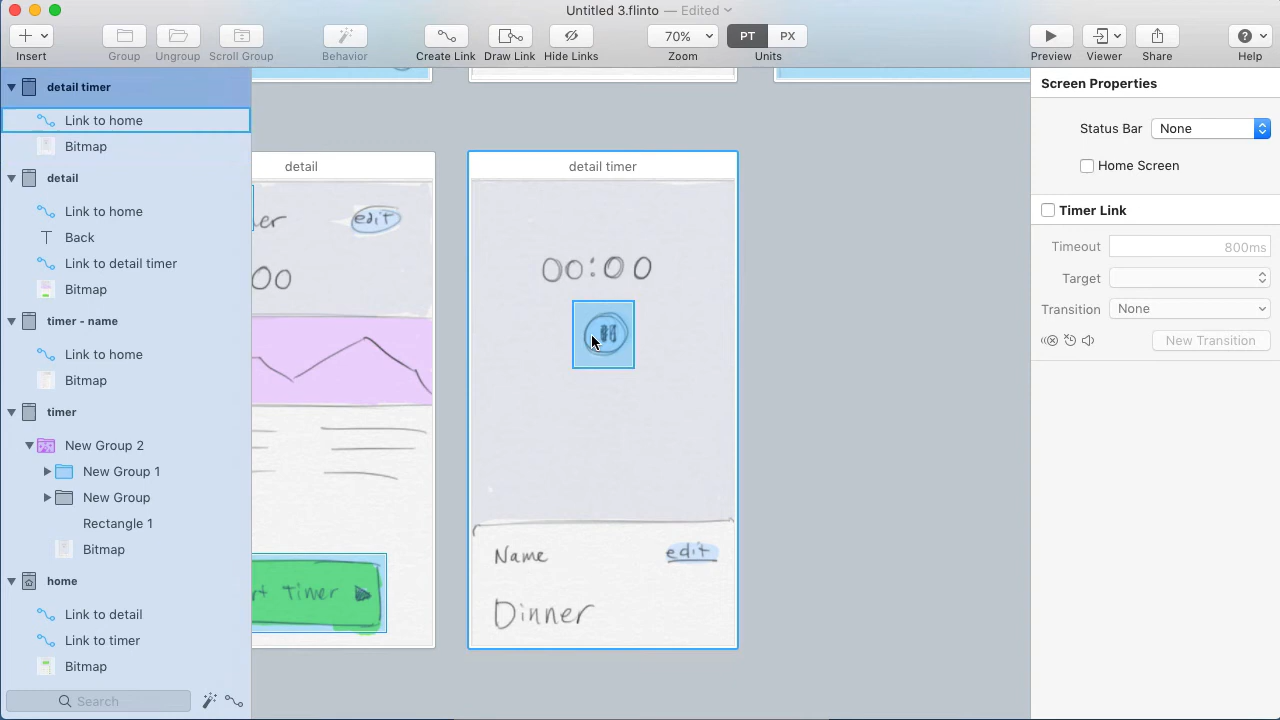 Untitled 3.flinto — Edited
Insert
Group
Ungroup
Scroll Group
Behavior
Create Link
Draw Link
Hide Links
70%
Zoom
PT
PX
Units
Preview
Viewer
Share
Help
detail timer
Link to home
Bitmap
detail
Link to home
Back
Link to detail timer
Bitmap
timer - name
Link to home
Bitmap
timer
New Group 2
New Group 1
New Group
Rectangle 1
Bitmap
home
Link to detail
Link to timer
Bitmap
Search
detail
er
edit
00
rt Timer
detail timer
00:00
Name
edit
Dinner
Screen Properties
Status Bar
None
Home Screen
Timer Link
Timeout
800ms
Target
Transition
None
New Transition